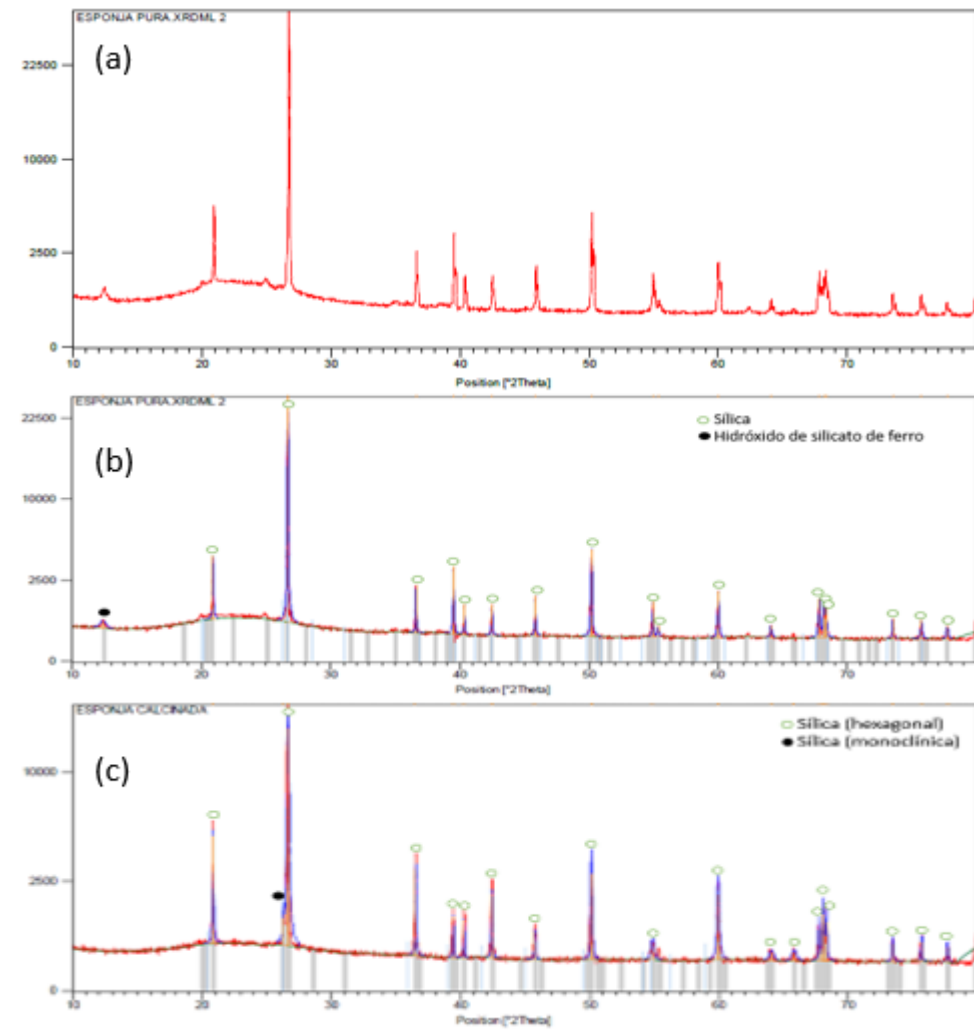 ESPONJA PURA.XRDML 2
(a)
22500
10000
2500
0
10 20 30 40 50 60 70
Position [°2Theta]
ESPONJA PURA.XRDML 2
(b)
Sílica
Hidróxido de silicato de ferro
22500
10000
2500
0
10 20 30 40 50 60 70
Position [°2Theta]
ESPONJA CALCINADA
(c)
Sílica (hexagonal)
Sílica (monoclínica)
10000
2500
0
10 20 30 40 50 60 70
Position [°2Theta]